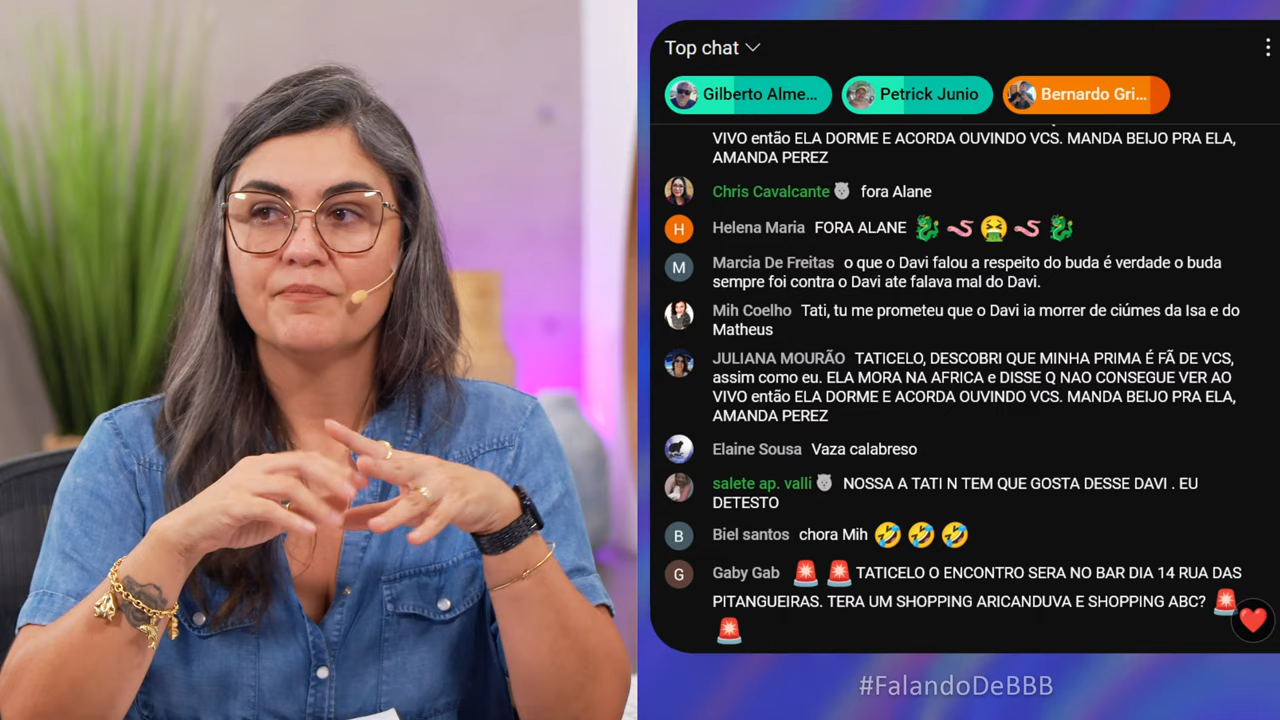 Top chat
Gilberto Alme...
Petrick Junio
Bernardo Gri...
VIVO então ELA DORME E ACORDA OUVINDO VCS. MANDA BEIJO PRA ELA,
AMANDA PEREZ
Chris Cavalcante fora Alane
H Helena Maria FORA ALANE 🐉 🪱 🤮 🪱 🐉
M Marcia De Freitas o que o Davi falou a respeito do buda é verdade o buda
sempre foi contra o Davi ate falava mal do Davi.
Mih Coelho Tati, tu me prometeu que o Davi ia morrer de ciúmes da Isa e do
Matheus
JULIANA MOURÃO TATICELO, DESCOBRI QUE MINHA PRIMA É FÃ DE VCS,
assim como eu. ELA MORA NA AFRICA e DISSE Q NAO CONSEGUE VER AO
VIVO então ELA DORME E ACORDA OUVINDO VCS. MANDA BEIJO PRA ELA,
AMANDA PEREZ
Elaine Sousa Vaza calabreso
salete ap. valli NOSSA A TATI N TEM QUE GOSTA DESSE DAVI . EU
DETESTO
B Biel santos chora Mih 🤣 🤣 🤣
G Gaby Gab 🚨 🚨 TATICELO O ENCONTRO SERA NO BAR DIA 14 RUA DAS
PITANGUEIRAS. TERA UM SHOPPING ARICANDUVA E SHOPPING ABC? 🚨
🚨
#FalandoDeBBB